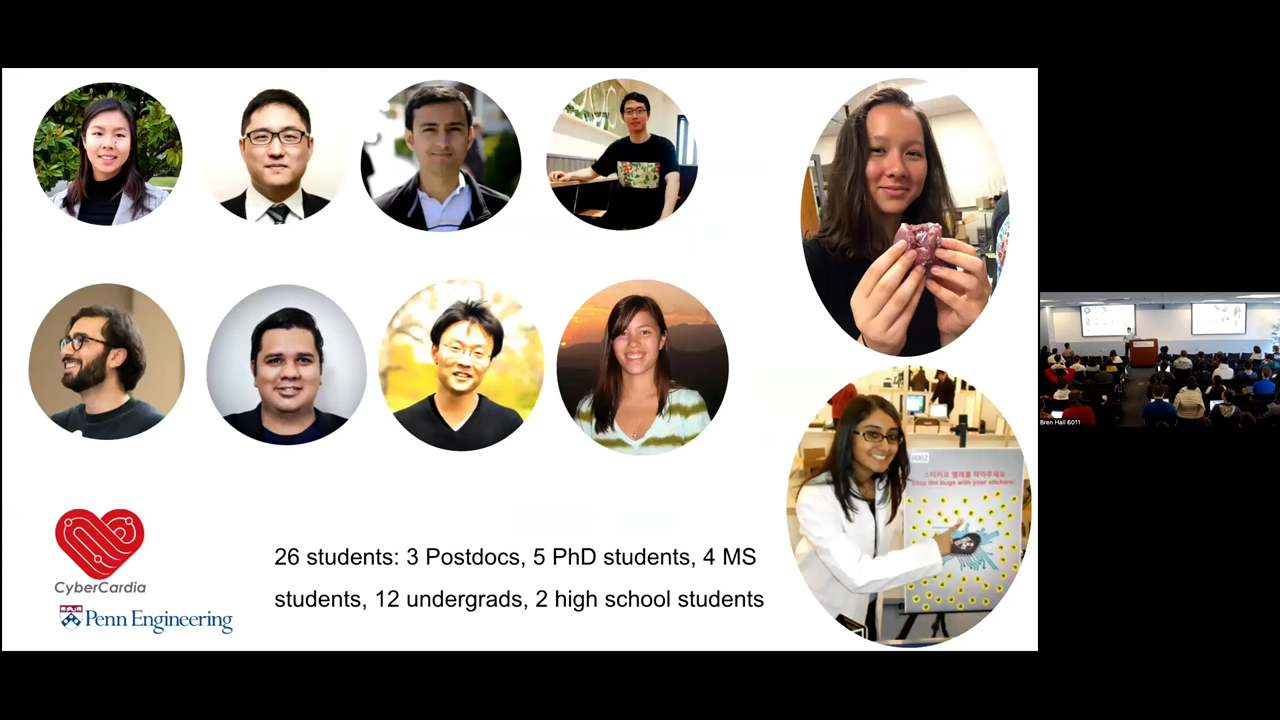 8062
스티커로 벌레를 막아주세요
Stop the bugs with your stickers!
CyberCardia
Penn Engineering
26 students: 3 Postdocs, 5 PhD students, 4 MS
students, 12 undergrads, 2 high school students
Bren Hall 6011